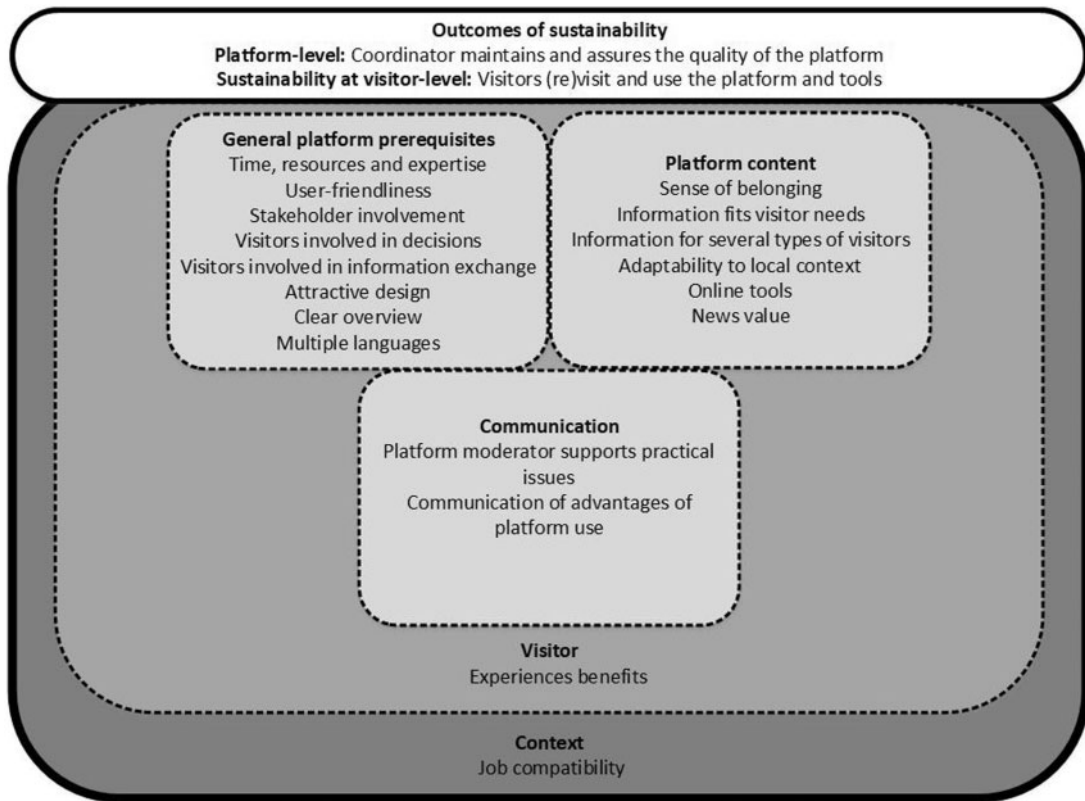 Outcomes of sustainability
Platform-level: Coordinator maintains and assures the quality of the platform
Sustainability at visitor-level: Visitors (re)visit and use the platform and tools
General platform prerequisites
Time, resources and expertise
User-friendliness
Stakeholder involvement
Visitors involved in decisions
Visitors involved in information exchange
Attractive design
Clear overview
Multiple languages
Platform content
Sense of belonging
Information fits visitor needs
Information for several types of visitors
Adaptability to local context
Online tools
News value
Communication
Platform moderator supports practical
issues
Communication of advantages of
platform use
Visitor
Experiences benefits
Context
Job compatibility